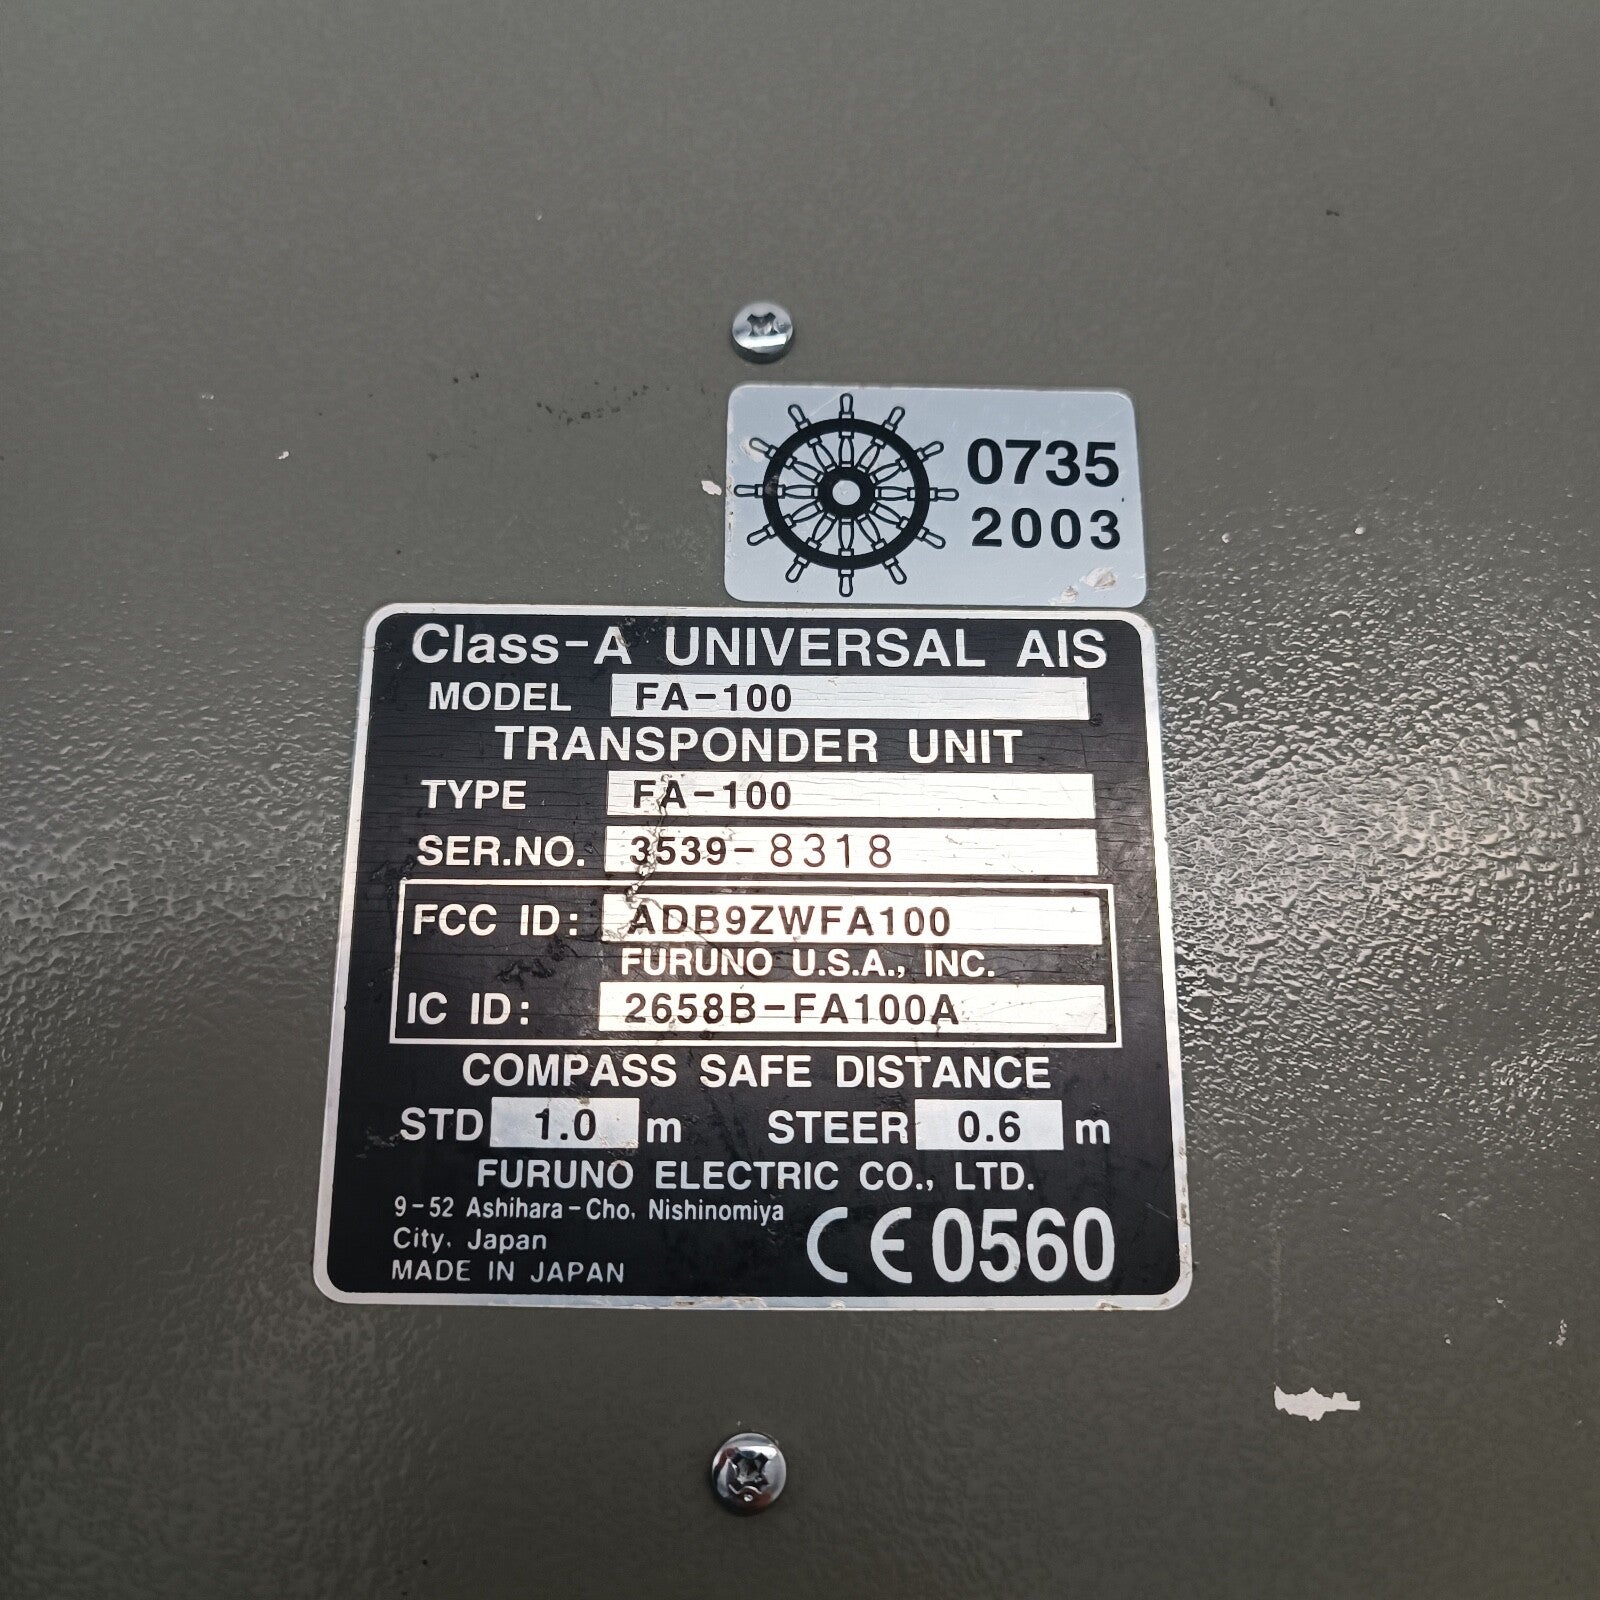 0735
2003
Class-A UNIVERSAL AIS
MODEL FA-100
TRANSPONDER UNIT
TYPE FA-100
SER.NO. 3539-8318
FCC ID: ADB9ZWFA100
FURUNO U.S.A., INC.
IC ID: 2658B-FA100A
COMPASS SAFE DISTANCE
STD 1.0 m STEER 0.6 m
FURUNO ELECTRIC CO., LTD.
9-52 Ashihara-Cho, Nishinomiya
City, Japan
MADE IN JAPAN
CE0560